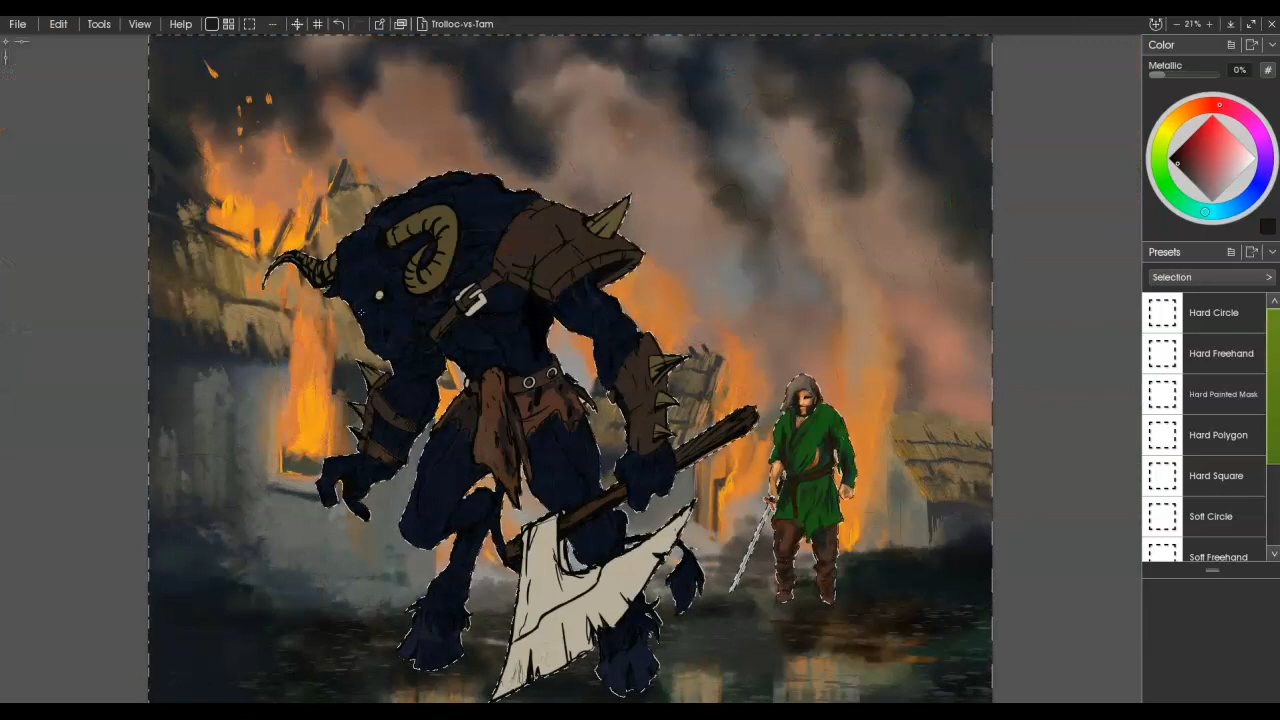 File Edit Tools View Help Trolloc-vs-Tam 21%
Color
Metallic
0% #
Presets
Selection >
Hard Circle
Hard Freehand
Hard Painted Mask
Hard Polygon
Hard Square
Soft Circle
Soft Freehand